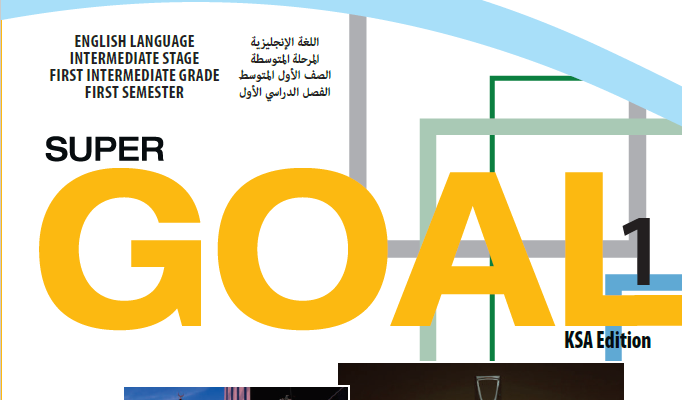 ENGLISH LANGUAGE
INTERMEDIATE STAGE
FIRST INTERMEDIATE GRADE
FIRST SEMESTER
اللغة الإنجليزية
المرحلة المتوسطة
الصف الأول المتوسط
الفصل الدراسي الأول
SUPER
GOAL 1
KSA Edition